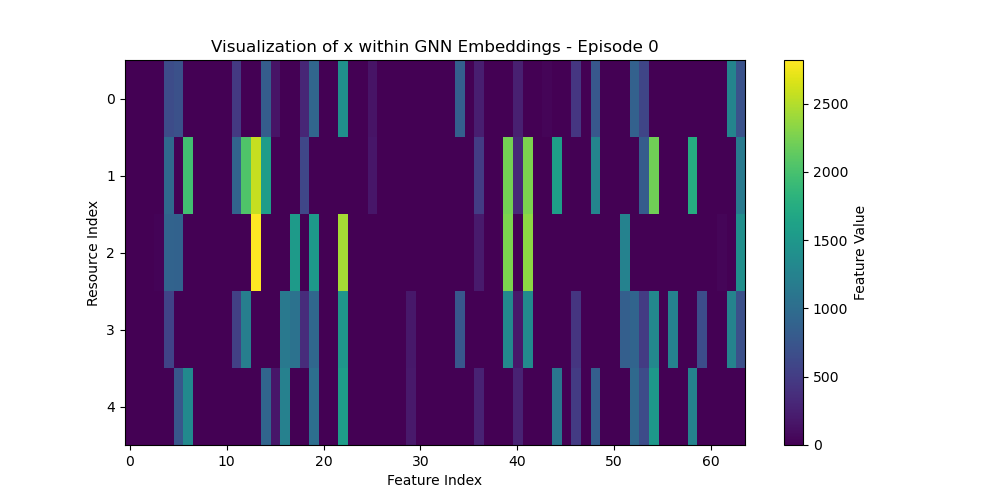 Visualization of x within GNN Embeddings - Episode 0
Resource Index
0
1
2
3
4
0 10 20 30 40 50 60
Feature Index
2500
2000
1500
1000
500
0
Feature Value